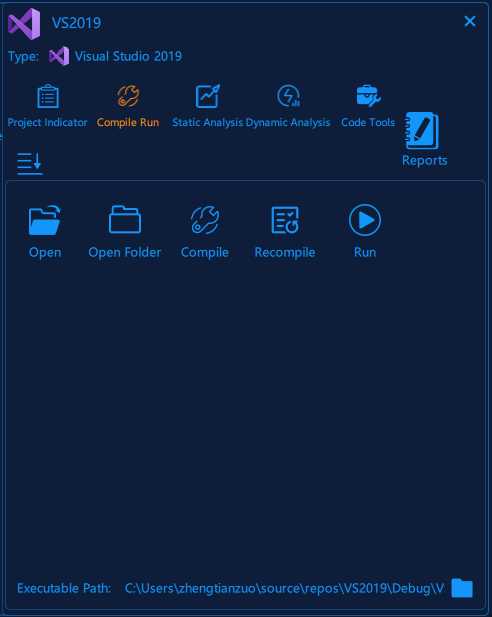 VS2019
Type: Visual Studio 2019
Project Indicator Compile Run Static Analysis Dynamic Analysis Code Tools
Reports
Open Open Folder Compile Recompile Run
Executable Path: C:\Users\zhengtianzuo\source\repos\VS2019\Debug\V